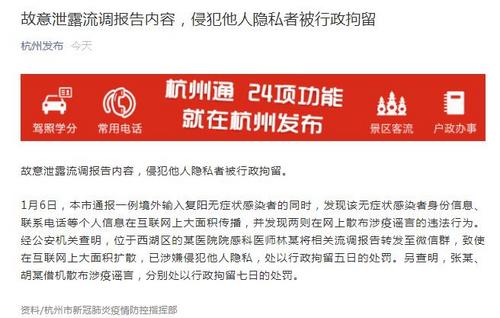 故意泄露流调报告内容，侵犯他人隐私者被行政拘留
杭州发布 今天
杭州通 24项功能
就在杭州发布
驾照学分 常用电话 景区客流 户政办事
故意泄露流调报告内容，侵犯他人隐私者被行政拘留。
1月6日，本市通报一例境外输入复阳无症状感染者的同时，发现该无症状感染者身份信息、
联系电话等个人信息在互联网上大面积传播，并发现两则在网上散布涉疫谣言的违法行为。
经公安机关查明，位于西湖区的某医院院感科医师林某将相关流调报告转发至微信群，致使
在互联网上大面积扩散，已涉嫌侵犯他人隐私，处以行政拘留五日的处罚。另查明，张某、
胡某借机散布涉疫谣言，分别处以行政拘留七日的处罚。
资料/杭州市新冠肺炎疫情防控指挥部